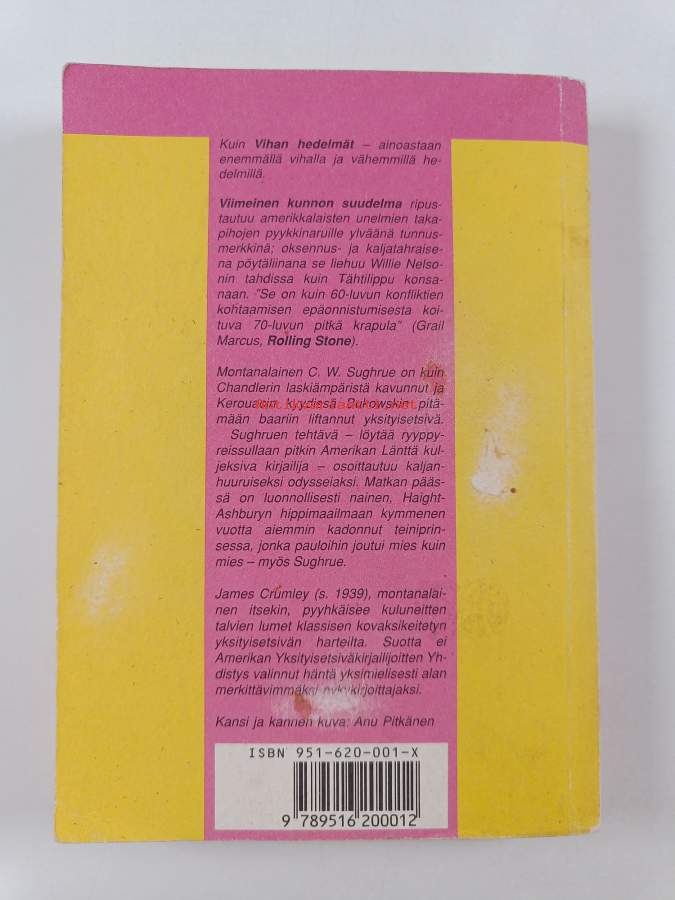 Kuin Vihan hedelmät – ainoastaan
enemmällä vihalla ja vähemmillä he-
delmillä.
Viimeinen kunnon suudelma ripus-
tautuu amerikkalaisten unelmien taka-
pihojen pyykkinaruille ylväänä tunnus-
merkkinä; oksennus- ja kaljatahraise-
na pöytäliinana se liehuu Willie Nelso-
nin tahdissa kuin Tähtilippu konsa-
naan. "Se on kuin 60-luvun konfliktien
kohtaamisen epäonnistumisesta koi-
tuva 70-luvun pitkä krapula" (Grail
Marcus, Rolling Stone).
Montanalainen C. W. Sughrue on kuin
Chandlerin laskiämpäristä kavunnut ja
Kerouacin kyydissä Bukowskin pitä-
mään baariin liftannut yksityisetsivä.
Sughruen tehtävä – löytää ryyppy-
reissullaan pitkin Amerikan Länttä kul-
jeksiva kirjailija – osoittautuu kaljan-
huuruiseksi odysseiaksi. Matkan pääs-
sä on luonnollisesti nainen, Haight-
Ashburyn hippimaailmaan kymmenen
vuotta aiemmin kadonnut teiniprin-
sessa, jonka pauloihin joutui mies kuin
mies – myös Sughrue.
James Crumley (s. 1939), montanalai-
nen itsekin, pyyhkäisee kuluneitten
talvien lumet klassisen kovaksikeitetyn
yksityisetsivän harteilta. Suotta ei
Amerikan Yksityisetsiväkirjailijoitten Yh-
distys valinnut häntä yksimielisesti alan
merkittävimmäksi nykykirjoittajaksi.
Kansi ja kannen kuva: Anu Pitkänen
ISBN 951-620-001-X
9 789516 200012